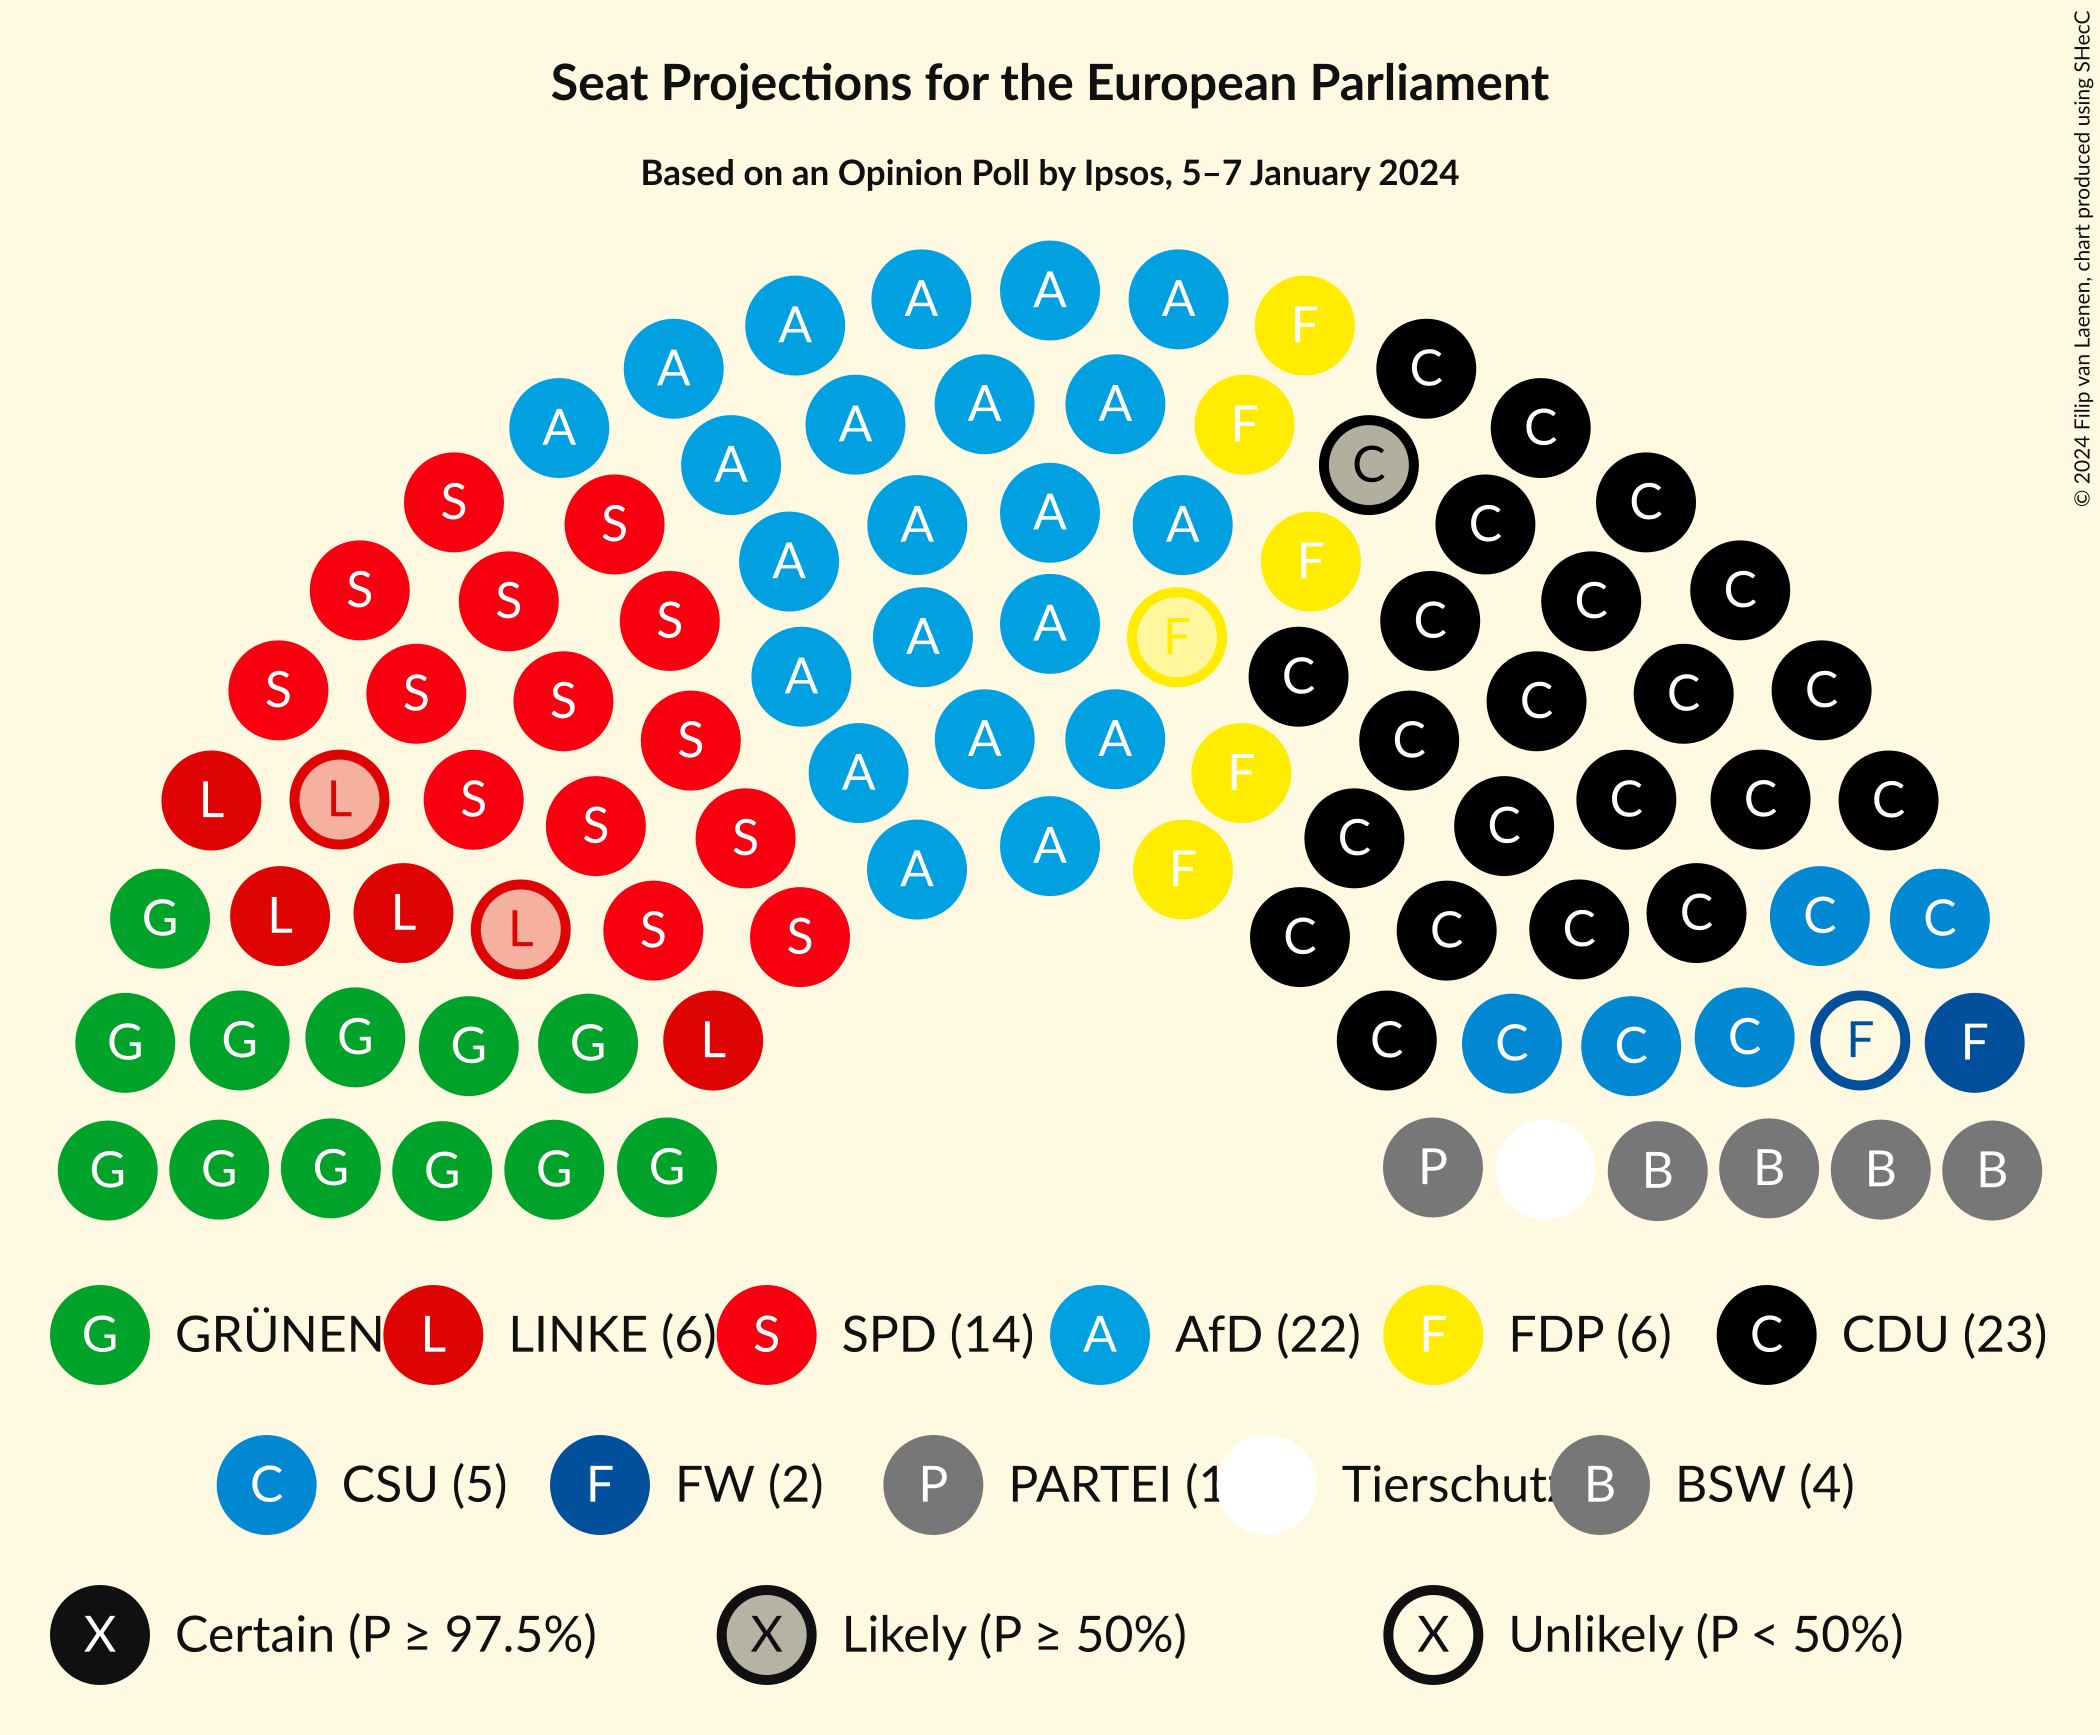 Seat Projections for the European Parliament
Based on an Opinion Poll by Ipsos, 5–7 January 2024
© 2024 Filip van Laenen, chart produced using SHecC
A A A
A A F
A A A A F C
A A F C C
S S A C C C
A A A
S S S A F C C C
A A F
S S S S A C C C C C
S A A A F C
L L S S S A C C C C C
A A F
G L L L S S C C C C C C
G G G G G L C C C C F F
G G G G G G P B B B B
G GRÜNEN L LINKE (6) S SPD (14) A AfD (22) F FDP (6) C CDU (23)
C CSU (5) F FW (2) P PARTEI (1 Tierschutz B BSW (4)
X Certain (P ≥ 97.5%) X Likely (P ≥ 50%) X Unlikely (P < 50%)